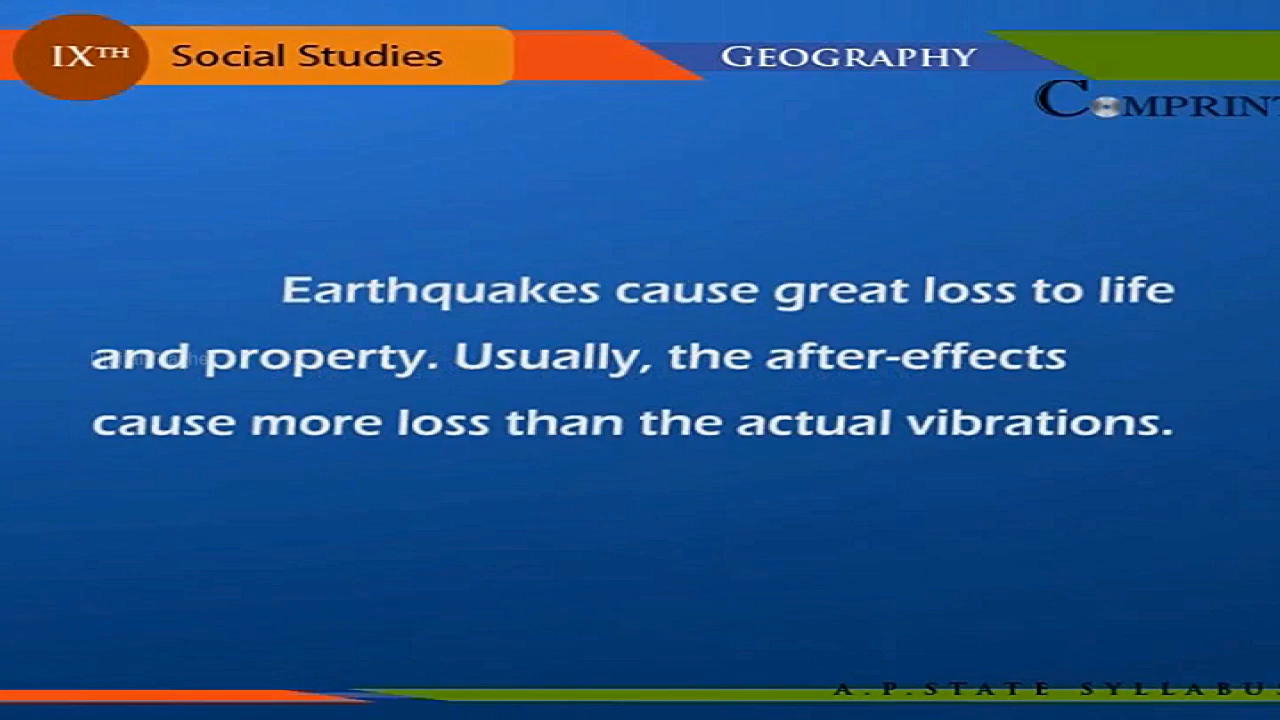 IXTH Social Studies GEOGRAPHY
COMPRINT
Earthquakes cause great loss to life
and property. Usually, the after-effects
cause more loss than the actual vibrations.
A.P.STATE SYLLABUS